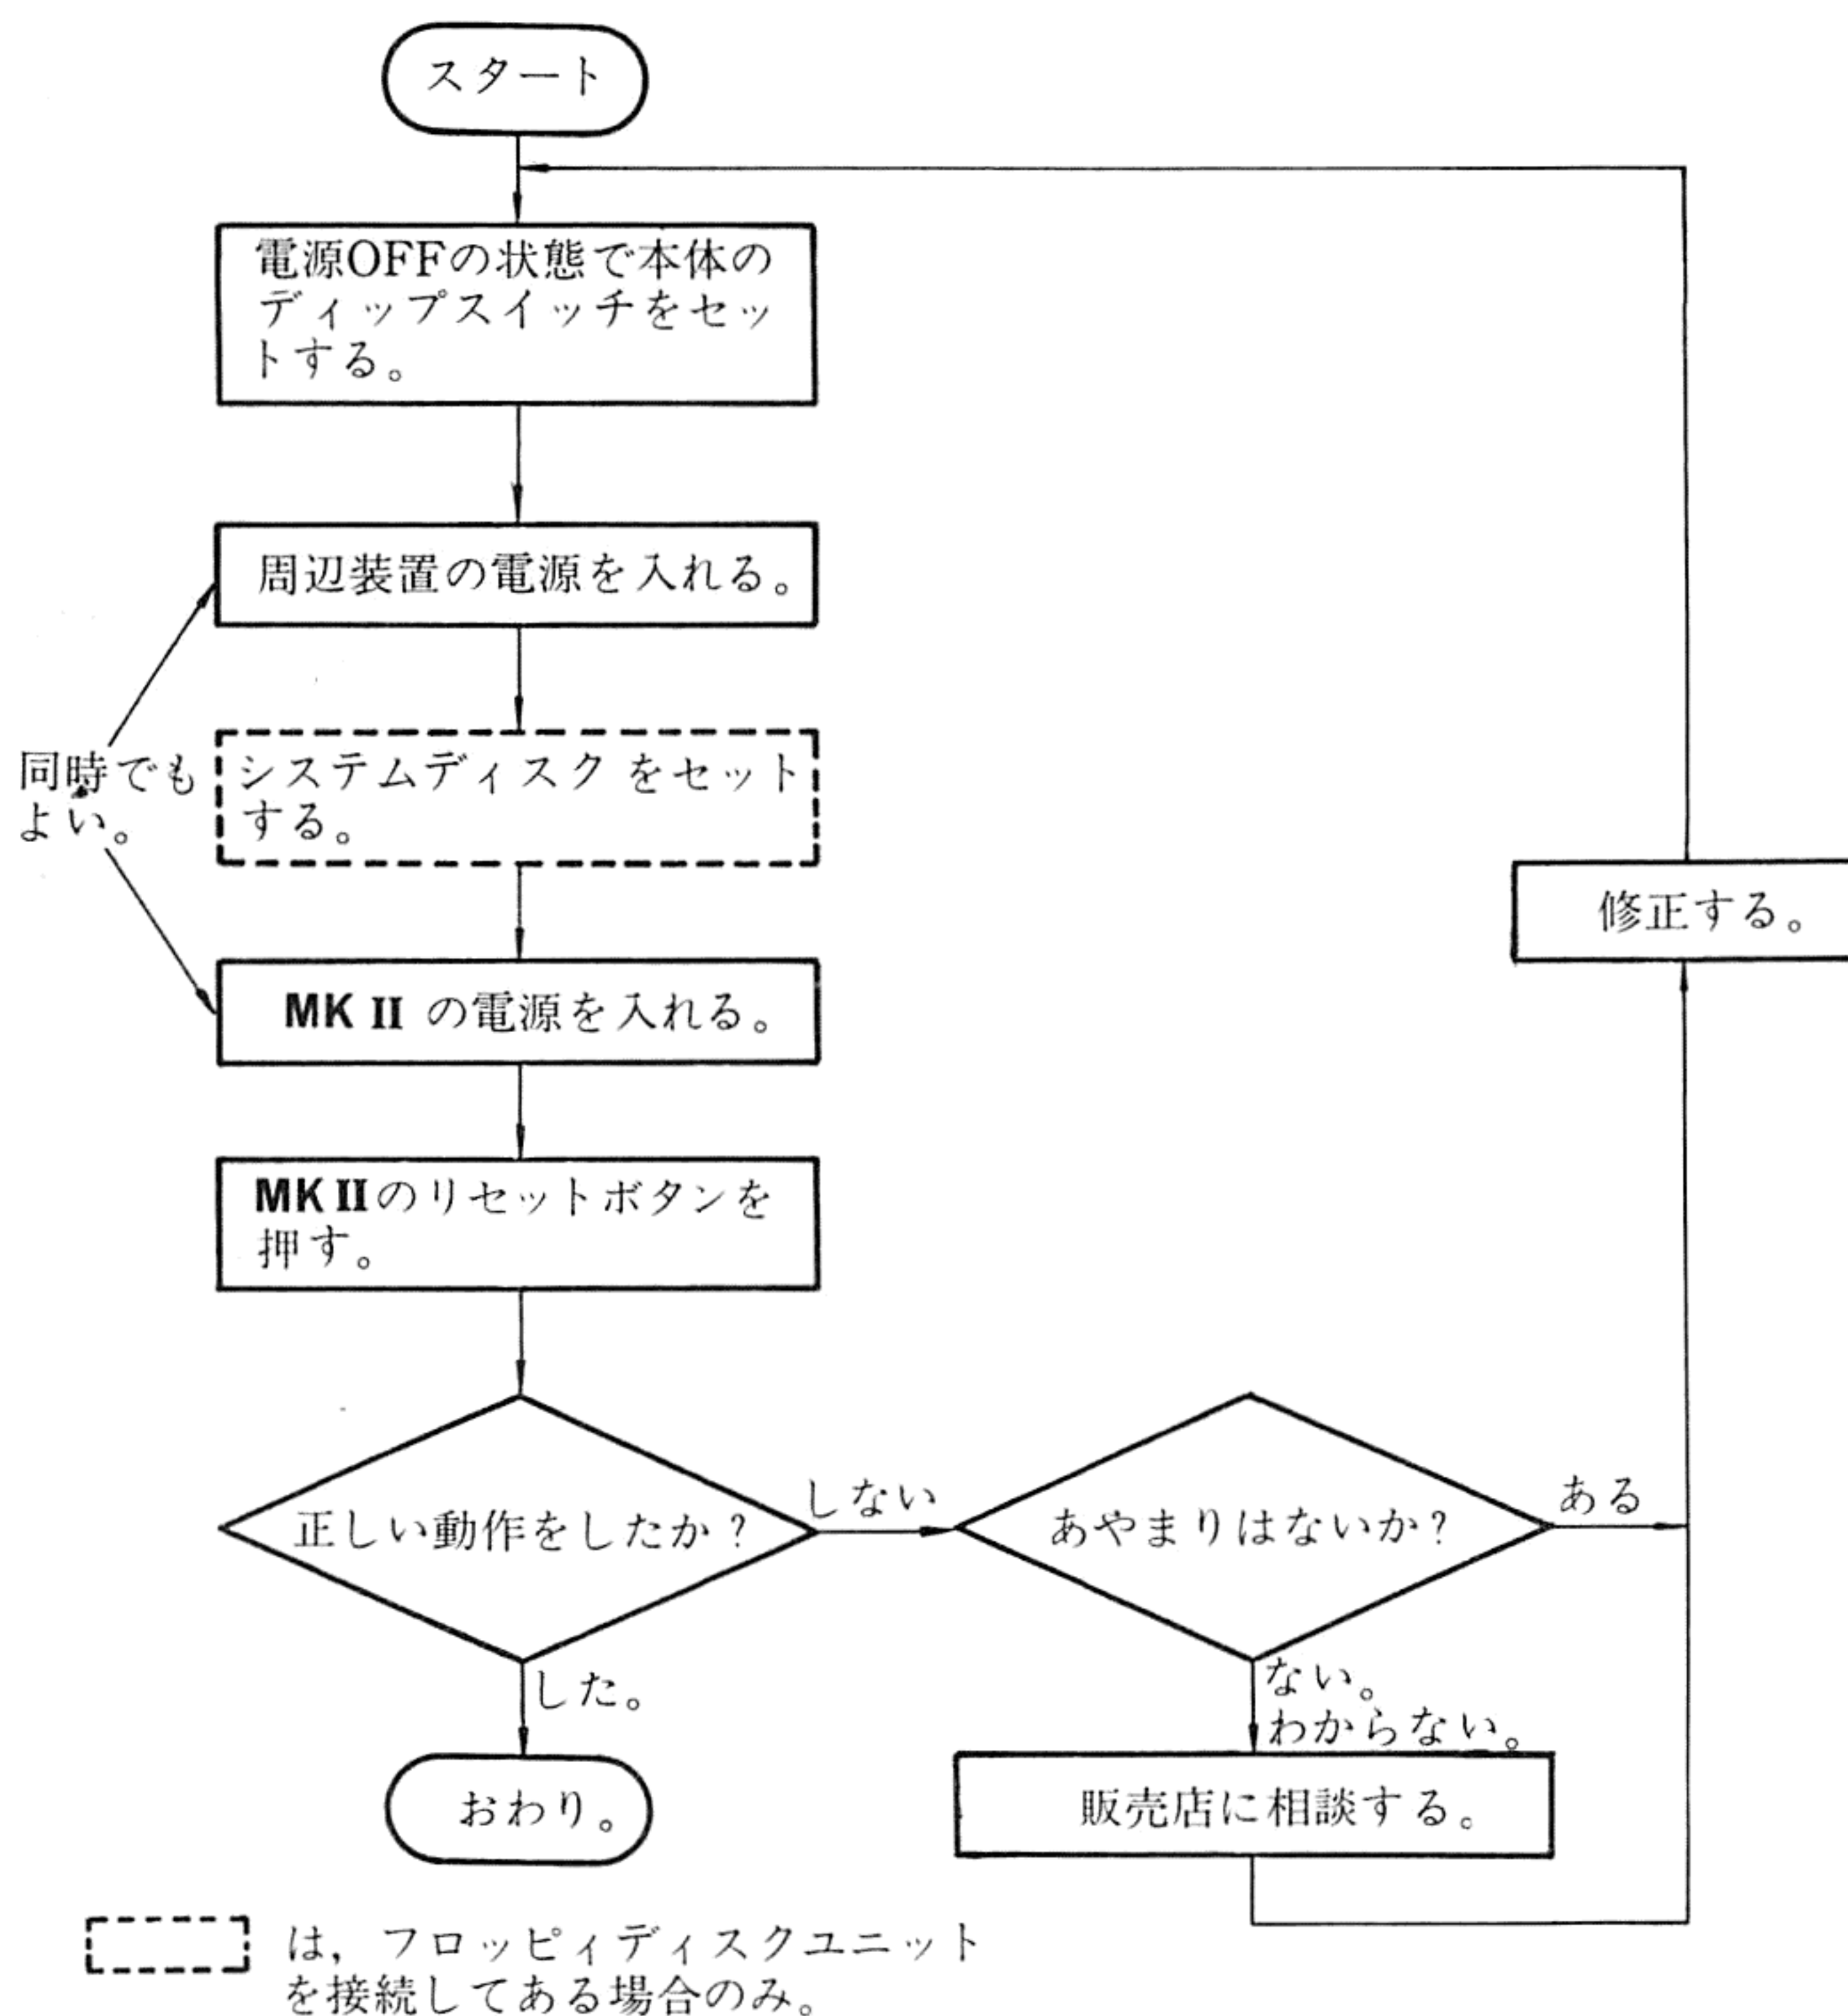 スタート
電源OFFの状態で本体の
ディップスイッチをセッ
トする。
周辺装置の電源を入れる。
同時でも
よい。
システムディスクをセット
する。
修正する。
MK II の電源を入れる。
MK IIのリセットボタンを
押す。
正しい動作をしたか?
しない
あやまりはないか?
ある
した。
ない。
わからない。
おわり。
販売店に相談する。
は,フロッピィディスクユニット
を接続してある場合のみ。